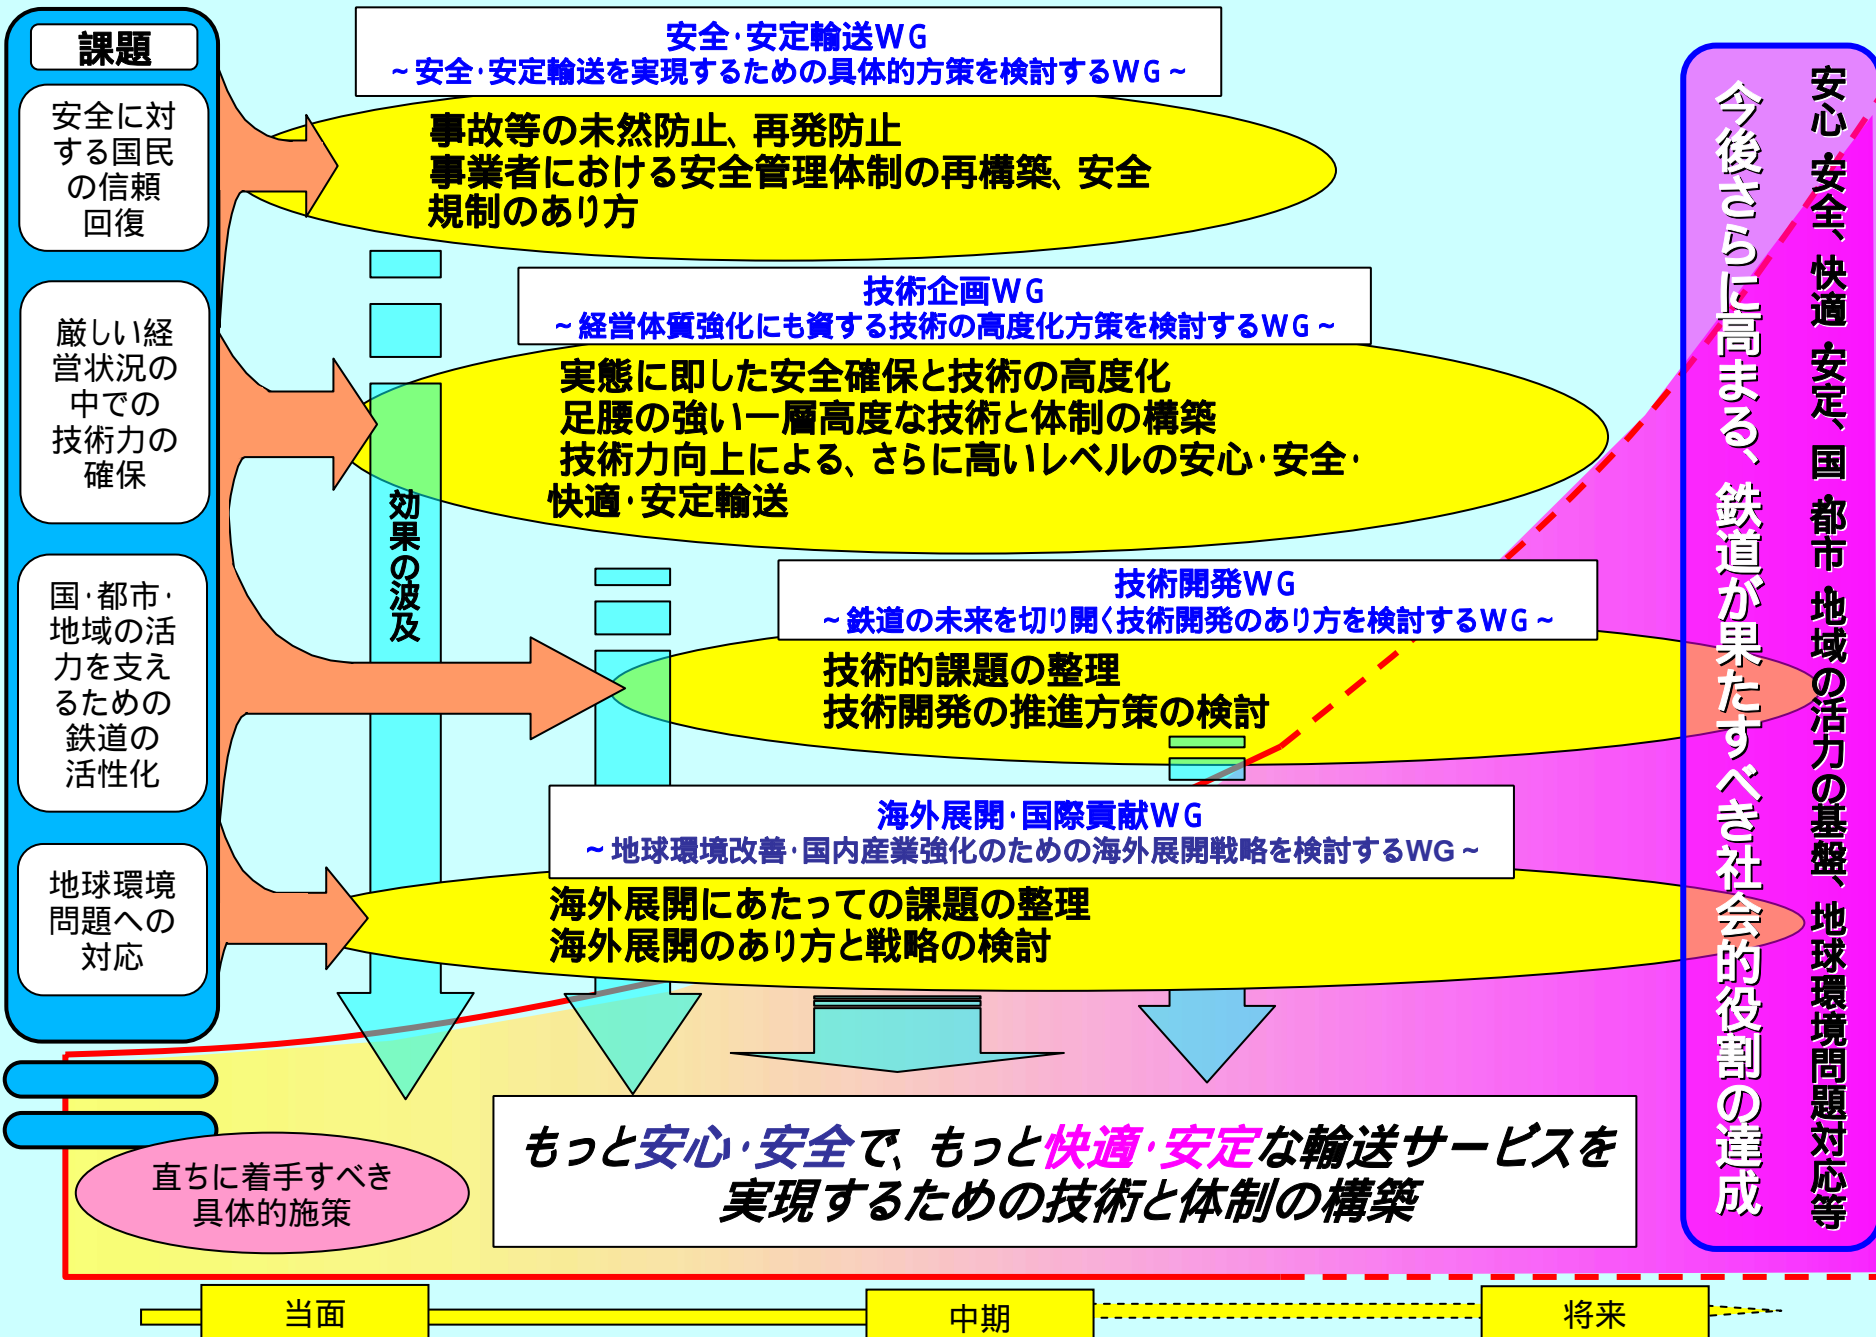 課題
安全に対
する国民
の信頼
回復
厳しい経
営状況の
中での
技術力の
確保
国・都市・
地域の活
力を支え
るための
鉄道の
活性化
地球環境
問題への
対応
安全・安定輸送WG
~安全・安定輸送を実現するための具体的方策を検討するWG~
事故等の未然防止、再発防止
事業者における安全管理体制の再構築、安全
規制のあり方
技術企画WG
~経営体質強化にも資する技術の高度化方策を検討するWG~
実態に即した安全確保と技術の高度化
足腰の強い一層高度な技術と体制の構築
技術力向上による、さらに高いレベルの安心・安全・
快適・安定輸送
効果の波及
技術開発WG
~鉄道の未来を切り開く技術開発のあり方を検討するWG~
技術的課題の整理
技術開発の推進方策の検討
海外展開・国際貢献WG
~地球環境改善・国内産業強化のための海外展開戦略を検討するWG~
海外展開にあたっての課題の整理
海外展開のあり方と戦略の検討
安心・安全、快適・安定、国・都市・地域の活力の基盤、地球環境問題対応等
今後さらに高まる、鉄道が果たすべき社会的役割の達成
直ちに着手すべき
具体的施策
もっと安心・安全で、もっと快適・安定な輸送サービスを
実現するための技術と体制の構築
当面
中期
将来